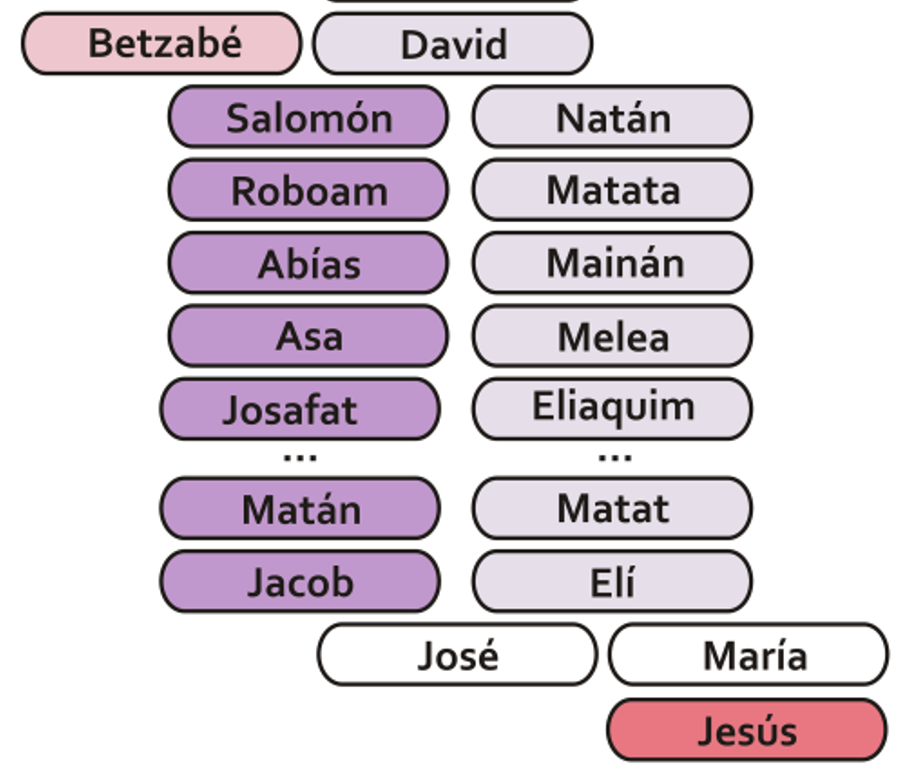 Betzabé David
Salomón Natán
Roboam Matata
Abías Mainán
Asa Melea
Josafat Eliaquim
... ...
Matán Matat
Jacob Elí
José María
Jesús